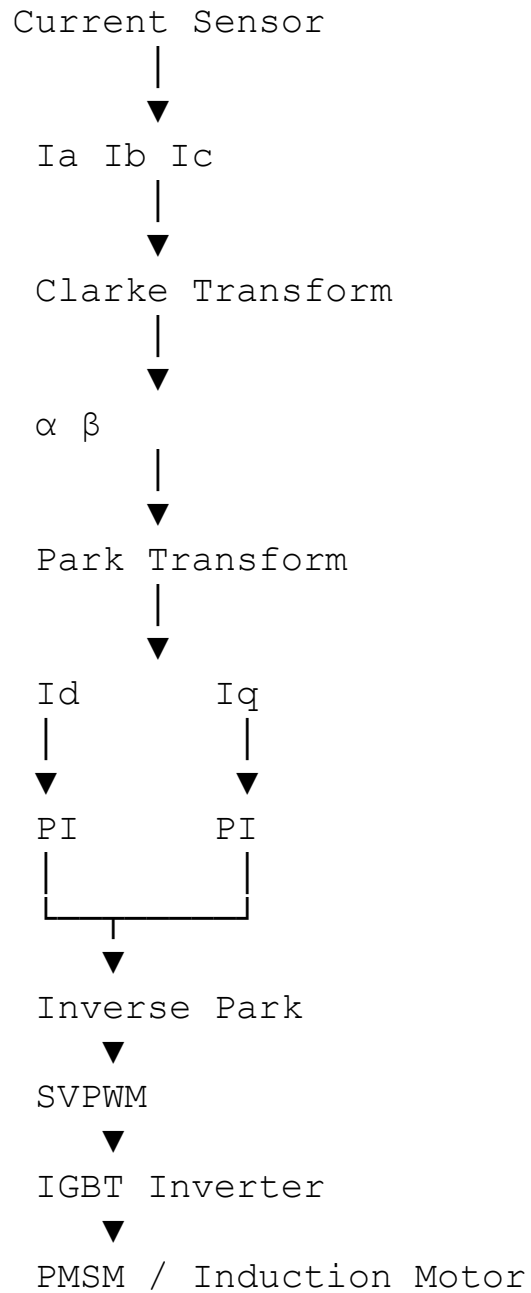 Current Sensor
Ia Ib Ic
Clarke Transform
α β
Park Transform
Id Iq
PI PI
Inverse Park
SVPWM
IGBT Inverter
PMSM / Induction Motor